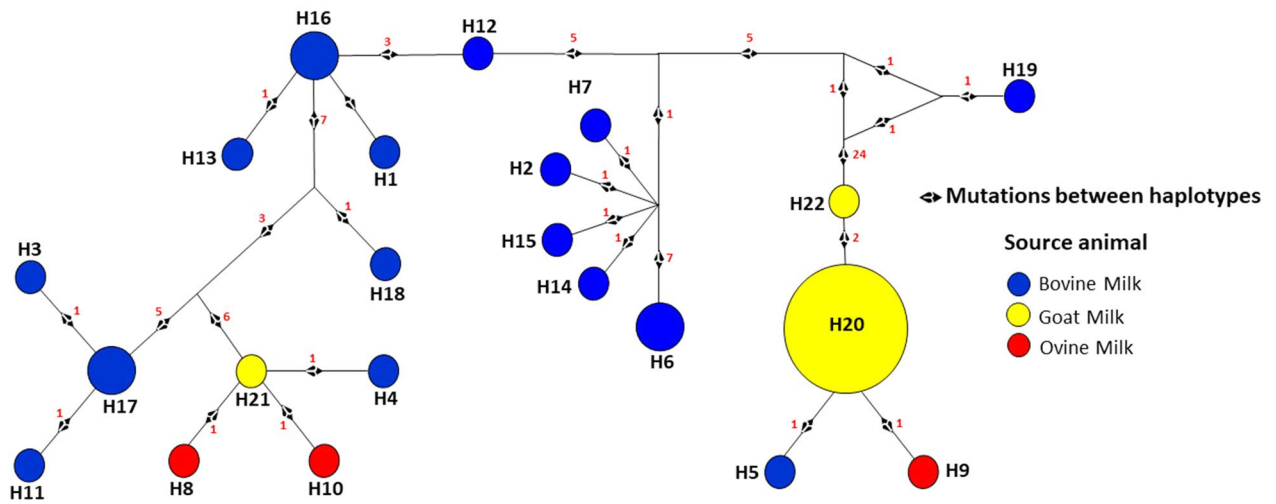 H16
3
H12
5
5
1
H19
1
1
1
H7
1
7
H13
H1
1
1
24
1
H2
1
1
H15
1
H14
7
H6
H22
2
Mutations between haplotypes
Source animal
Bovine Milk
Goat Milk
Ovine Milk
3
1
H18
H3
1
5
6
H17
1
H11
H21
1
H4
1
1
H8
H10
H20
1
1
H5
H9